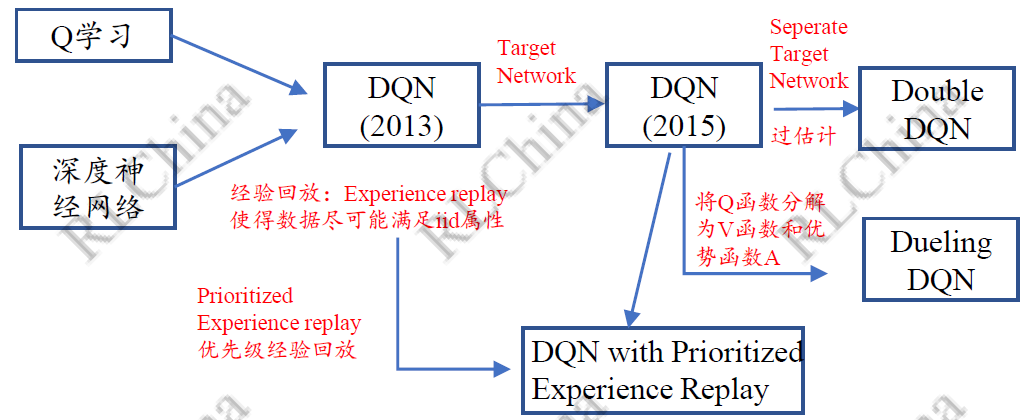 Q学习
深度神
经网络
DQN
(2013)
经验回放：Experience replay
使得数据尽可能满足iid属性
Target
Network
DQN
(2015)
Seperate
Target
Network
过估计
Double
DQN
将Q函数分解
为V函数和优
势函数A
Dueling
DQN
Prioritized
Experience replay
优先级经验回放
DQN with Prioritized
Experience Replay
RLChina
RLChina
RLChina